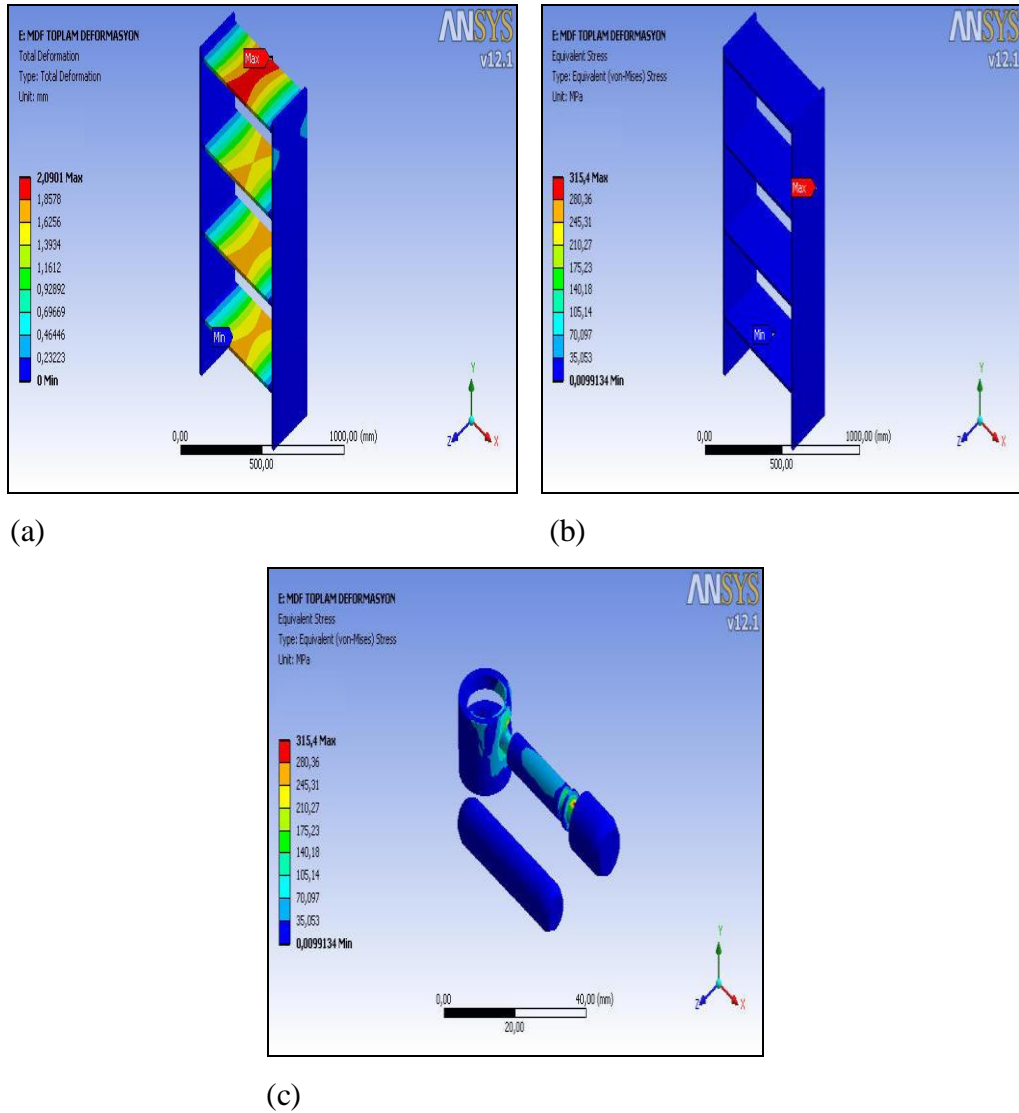 E: MDF TOPLAM DEFORMASYON
Total Deformation
Type: Total Deformation
Unit: mm
ANSYS
v12.1
Max
2,0901 Max
1,8578
1,6256
1,3934
1,1612
0,92892
0,69669
0,46446
0,23223
0 Min
Min
0,00
1000,00 (mm)
500,00
Y
Z
X
(a)
E: MDF TOPLAM DEFORMASYON
Equivalent Stress
Type: Equivalent (von-Mises) Stress
Unit: MPa
ANSYS
v12.1
315,4 Max
280,36
245,31
210,27
175,23
140,18
105,14
70,097
35,053
0,0099134 Min
Max
Min
0,00
1000,00 (mm)
500,00
Y
Z
X
(b)
E: MDF TOPLAM DEFORMASYON
Equivalent Stress
Type: Equivalent (von-Mises) Stress
Unit: MPa
ANSYS
v12.1
315,4 Max
280,36
245,31
210,27
175,23
140,18
105,14
70,097
35,053
0,0099134 Min
0,00
40,00 (mm)
20,00
Y
Z
X
(c)